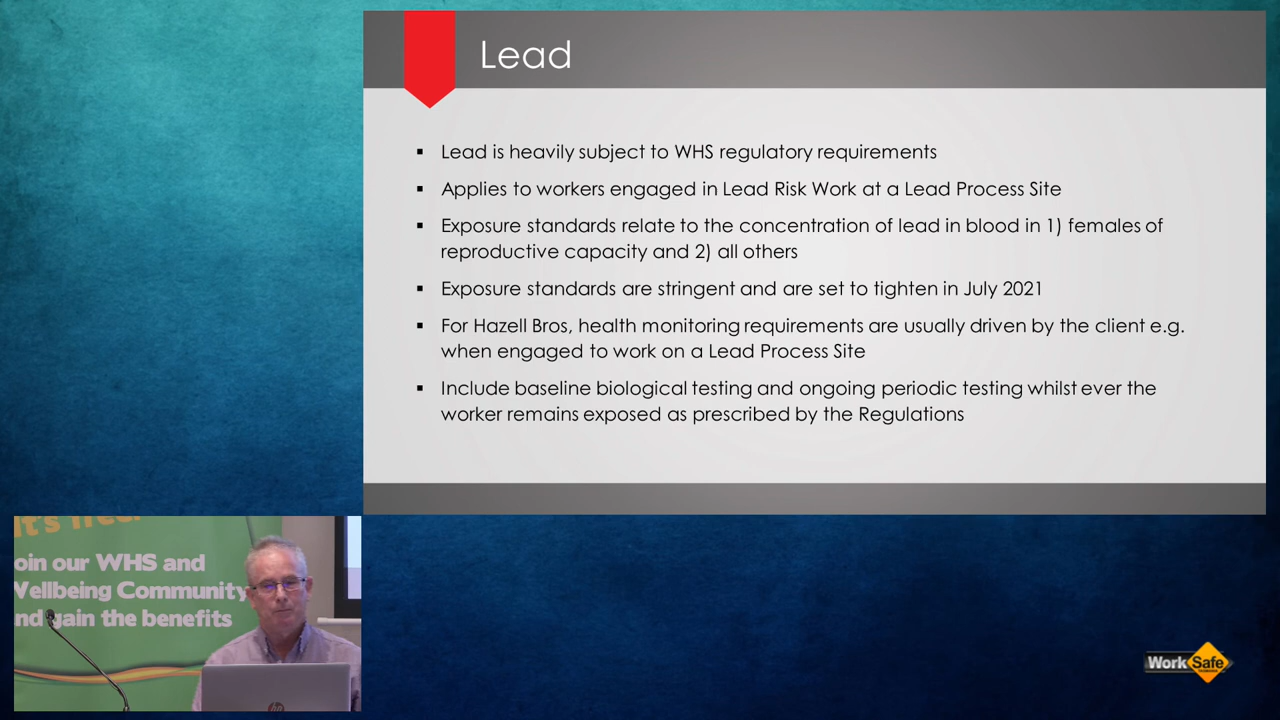 Lead
▪ Lead is heavily subject to WHS regulatory requirements
▪ Applies to workers engaged in Lead Risk Work at a Lead Process Site
▪ Exposure standards relate to the concentration of lead in blood in 1) females of
reproductive capacity and 2) all others
▪ Exposure standards are stringent and are set to tighten in July 2021
▪ For Hazell Bros, health monitoring requirements are usually driven by the client e.g.
when engaged to work on a Lead Process Site
▪ Include baseline biological testing and ongoing periodic testing whilst ever the
worker remains exposed as prescribed by the Regulations
oin our WHS and
Wellbeing Community
nd gain the benefits
hp
WorkSafe